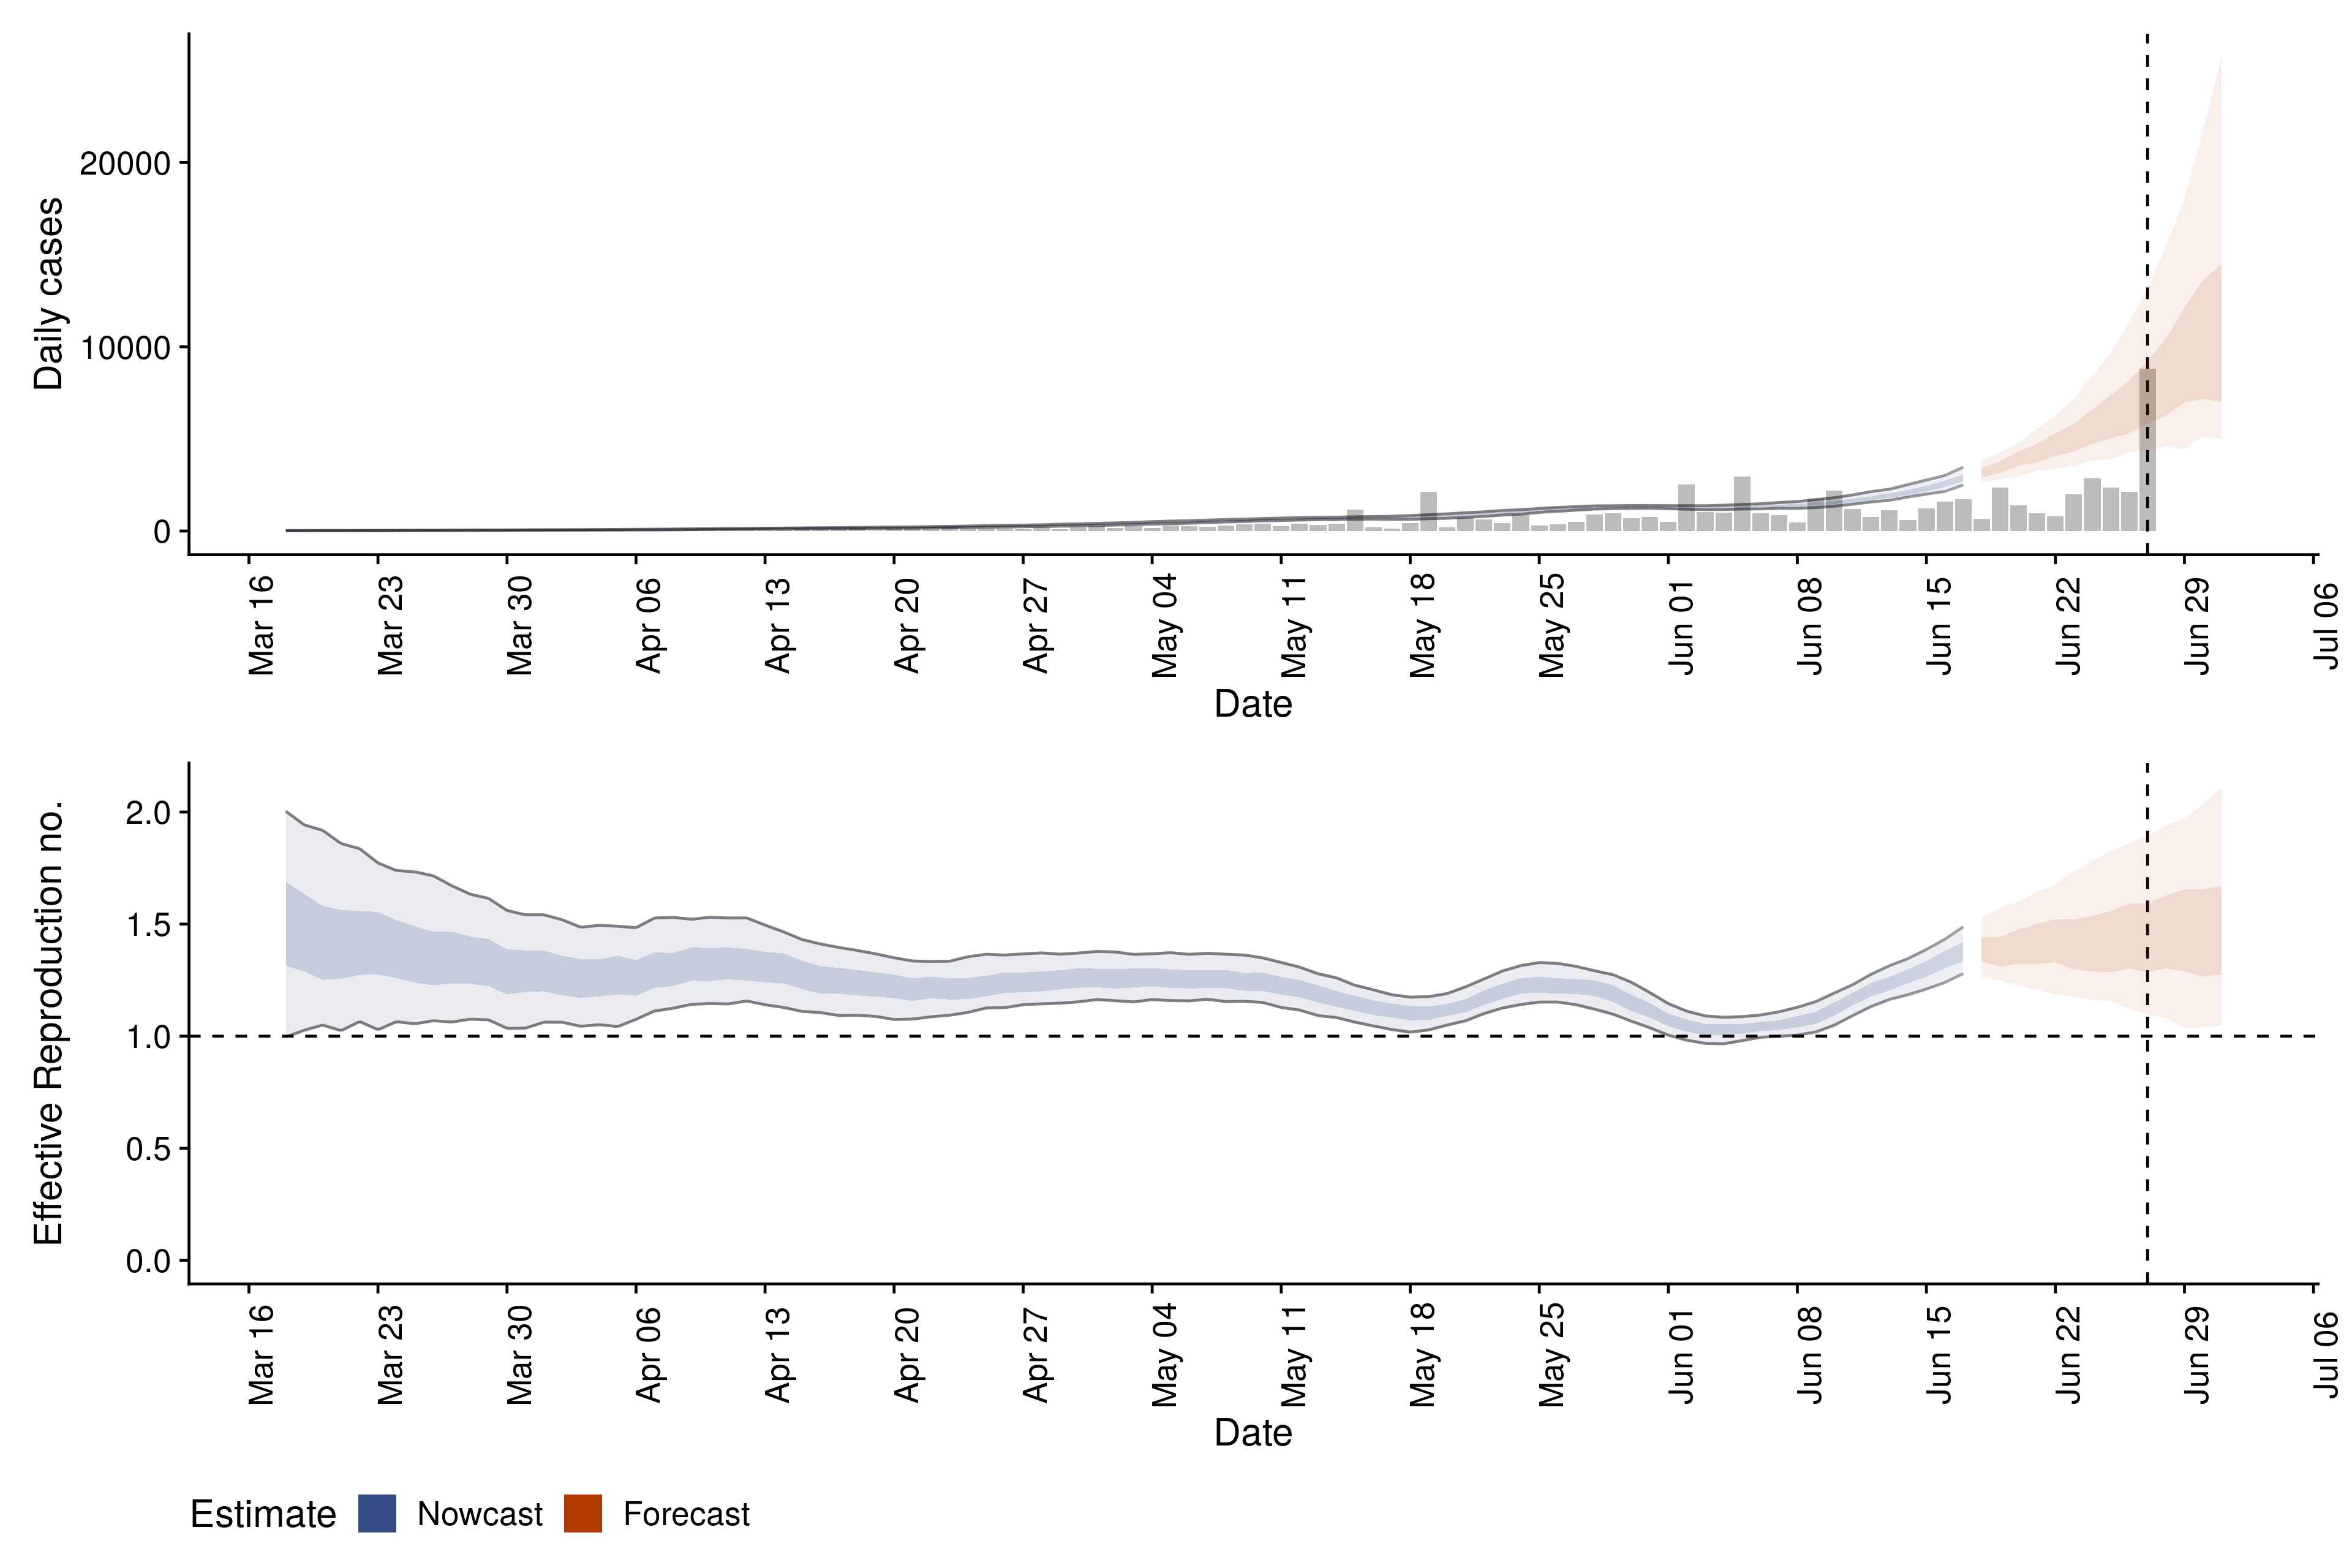 Daily cases
20000
10000
0
Mar 16
Mar 23
Mar 30
Apr 06
Apr 13
Apr 20
Apr 27
May 04
May 11
May 18
May 25
Jun 01
Jun 08
Jun 15
Jun 22
Jun 29
Jul 06
Date
Effective Reproduction no.
2.0
1.5
1.0
0.5
0.0
Mar 16
Mar 23
Mar 30
Apr 06
Apr 13
Apr 20
Apr 27
May 04
May 11
May 18
May 25
Jun 01
Jun 08
Jun 15
Jun 22
Jun 29
Jul 06
Date
Estimate Nowcast Forecast